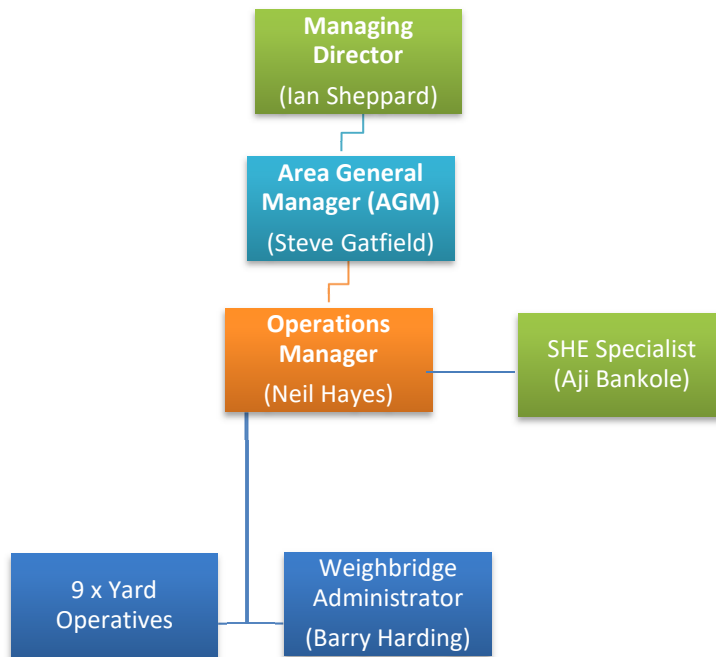 Managing
Director
(Ian Sheppard)
Area General
Manager (AGM)
(Steve Gatfield)
Operations
Manager
(Neil Hayes)
SHE Specialist
(Aji Bankole)
9 x Yard
Operatives
Weighbridge
Administrator
(Barry Harding)